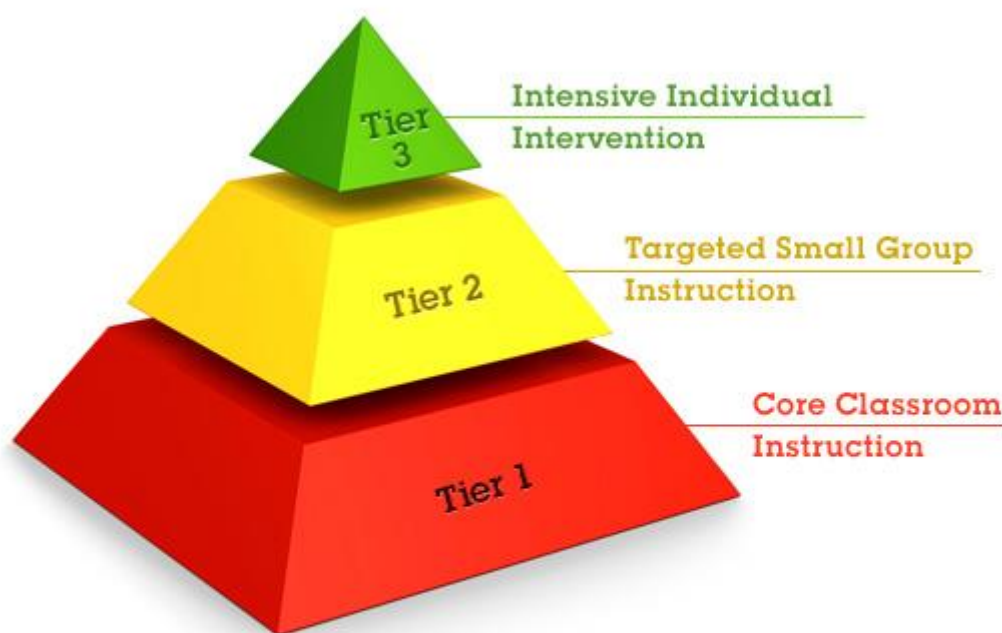 Tier
3
Intensive Individual
Intervention
Tier 2
Targeted Small Group
Instruction
Tier 1
Core Classroom
Instruction